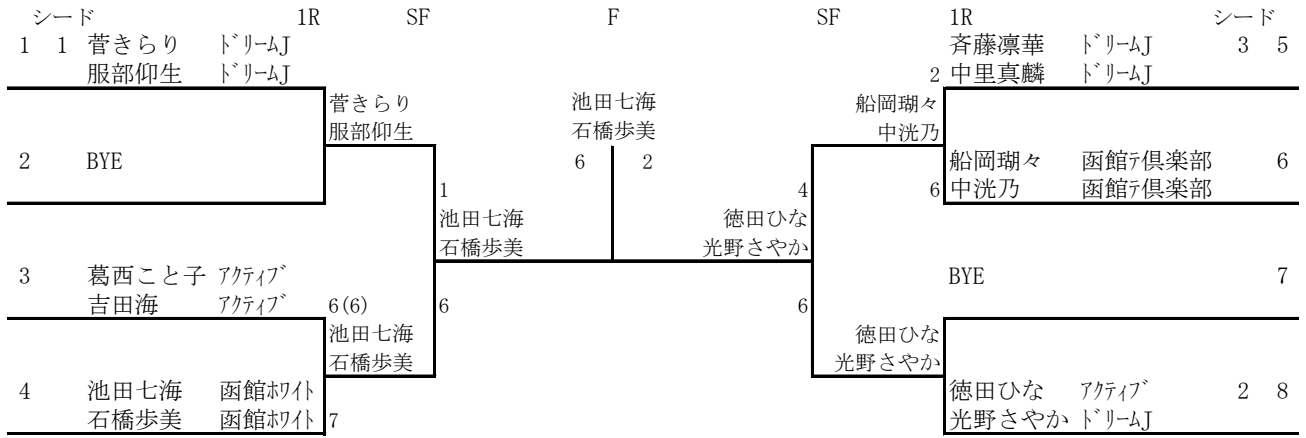 シード 1R SF F SF 1R シード
1 1 菅きらり ﾄﾞﾘｰﾑJ 斉藤凛華 ﾄﾞﾘｰﾑJ 3 5
服部仰生 ﾄﾞﾘｰﾑJ 2 中里真麟 ﾄﾞﾘｰﾑJ
菅きらり 池田七海 船岡瑚々
服部仰生 石橋歩美 中洸乃
2 BYE 6 2 船岡瑚々 函館ﾃ倶楽部 6
1 4 6 中洸乃 函館ﾃ倶楽部
池田七海 徳田ひな
石橋歩美 光野さやか
3 葛西こと子 ｱｸﾃｨﾌﾞ BYE 7
吉田海 ｱｸﾃｨﾌﾞ 6(6) 6 6
池田七海 徳田ひな
石橋歩美 光野さやか
4 池田七海 函館ﾎﾜｲﾄ 徳田ひな ｱｸﾃｨﾌﾞ 2 8
石橋歩美 函館ﾎﾜｲﾄ 7 光野さやか ﾄﾞﾘｰﾑJ